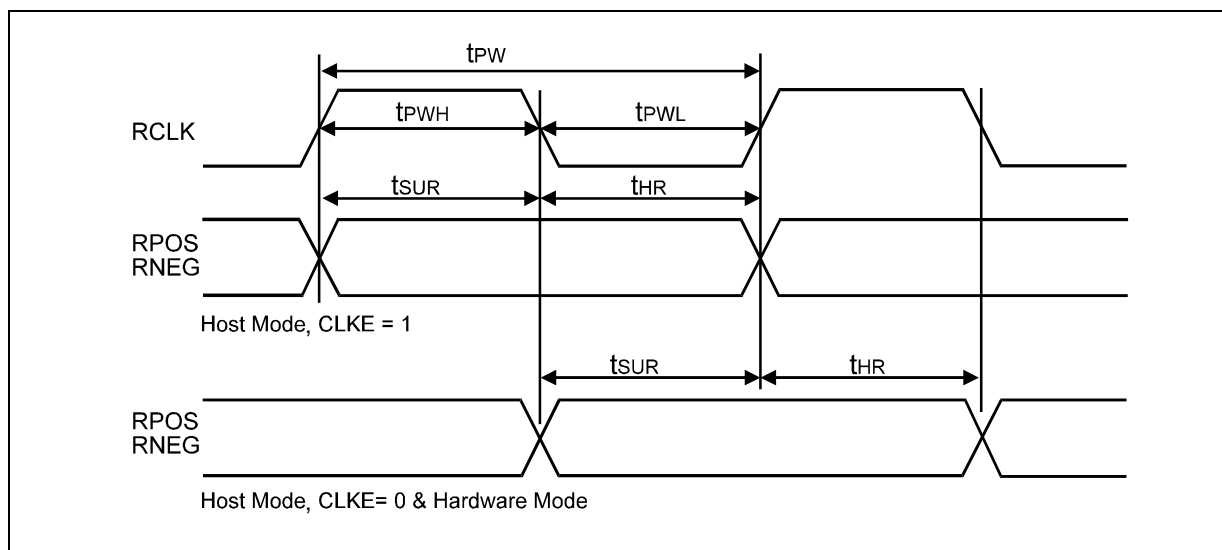 tPW
RCLK
tPWH
tPWL
tSUR
tHR
RPOS
RNEG
Host Mode, CLKE = 1
tSUR
tHR
RPOS
RNEG
Host Mode, CLKE= 0 & Hardware Mode